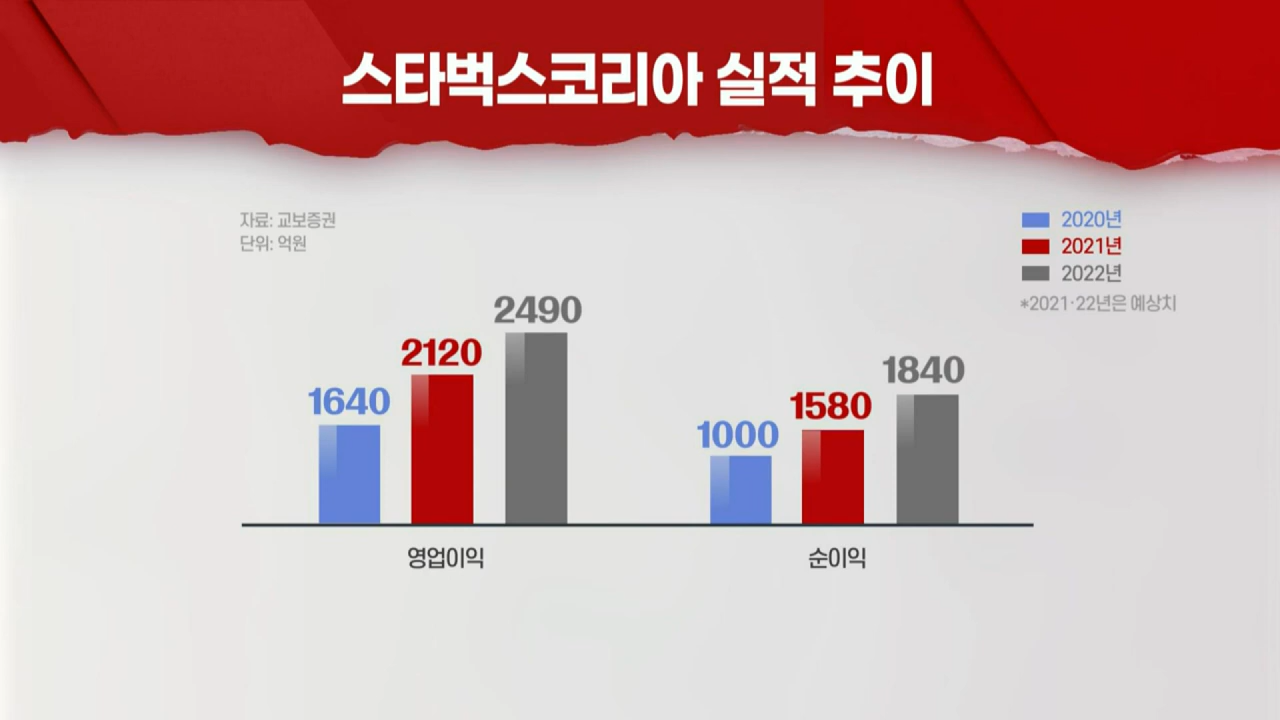 스타벅스코리아 실적 추이
자료: 교보증권
단위: 억원
2020년
2021년
2022년
*2021·22년은 예상치
1640
2120
2490
1000
1580
1840
영업이익
순이익